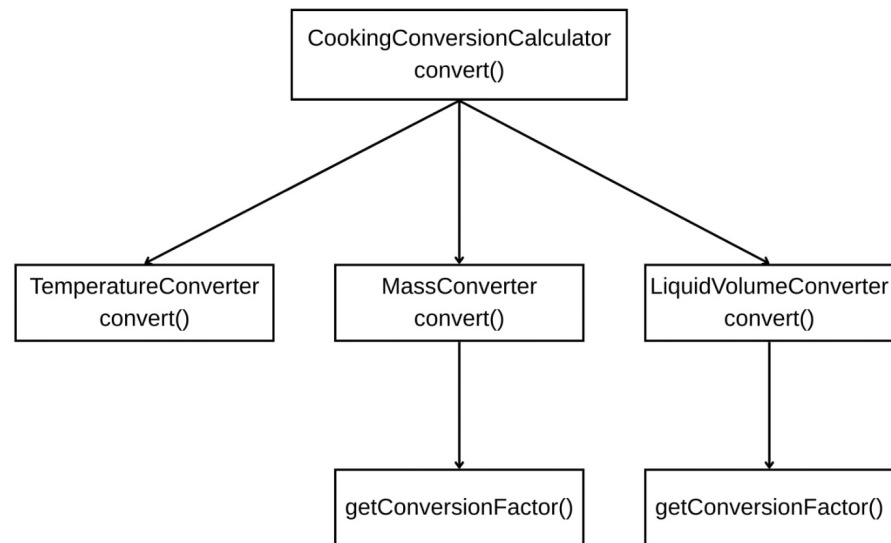 CookingConversionCalculator
convert()
TemperatureConverter
convert()
MassConverter
convert()
LiquidVolumeConverter
convert()
getConversionFactor()
getConversionFactor()